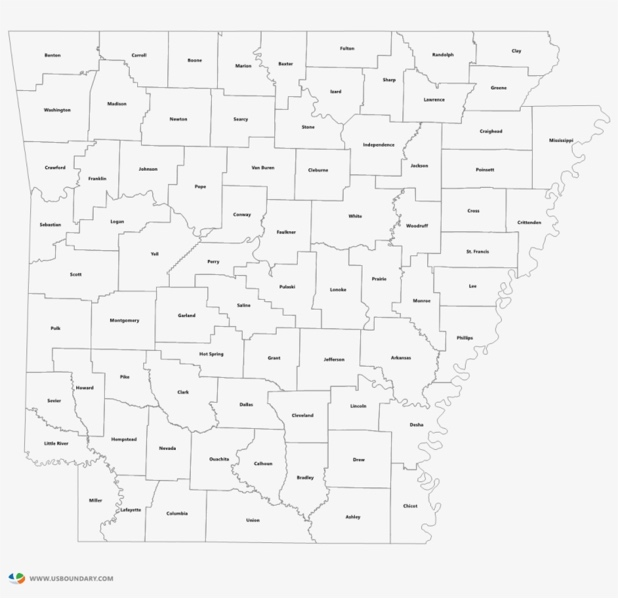 Benton
Carroll
Boone
Marion
Baxter
Fulton
Randolph
Clay
Sharp
Izard
Greene
Lawrence
Washington
Madison
Newton
Searcy
Stone
Independence
Craighead
Mississippi
Crawford
Franklin
Johnson
Pope
Van Buren
Cleburne
Jackson
Poinsett
Sebastian
Logan
Conway
Faulkner
White
Woodruff
Cross
Crittenden
Yell
Perry
St. Francis
Scott
Saline
Pulaski
Lonoke
Prairie
Monroe
Lee
Polk
Montgomery
Garland
Hot Spring
Grant
Jefferson
Arkansas
Phillips
Sevier
Howard
Pike
Clark
Dallas
Cleveland
Lincoln
Desha
Little River
Hempstead
Nevada
Ouachita
Calhoun
Bradley
Drew
Miller
Lafayette
Columbia
Union
Ashley
Chicot
WWW.USBOUNDARY.COM